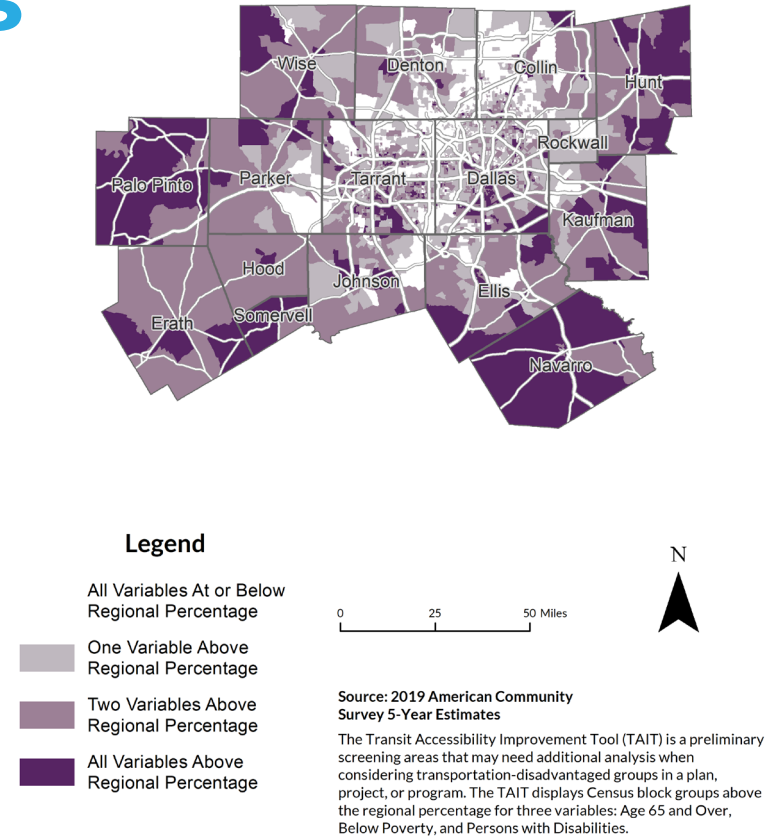 Wise
Denton
Collin
Hunt
Rockwall
Palo Pinto
Parker
Tarrant
Dallas
Kaufman
Hood
Johnson
Ellis
Erath
Somervell
Navarro
Legend
All Variables At or Below
Regional Percentage
One Variable Above
Regional Percentage
Two Variables Above
Regional Percentage
All Variables Above
Regional Percentage
0 25 50 Miles
N
Source: 2019 American Community
Survey 5-Year Estimates
The Transit Accessibility Improvement Tool (TAIT) is a preliminary
screening areas that may need additional analysis when
considering transportation-disadvantaged groups in a plan,
project, or program. The TAIT displays Census block groups above
the regional percentage for three variables: Age 65 and Over,
Below Poverty, and Persons with Disabilities.